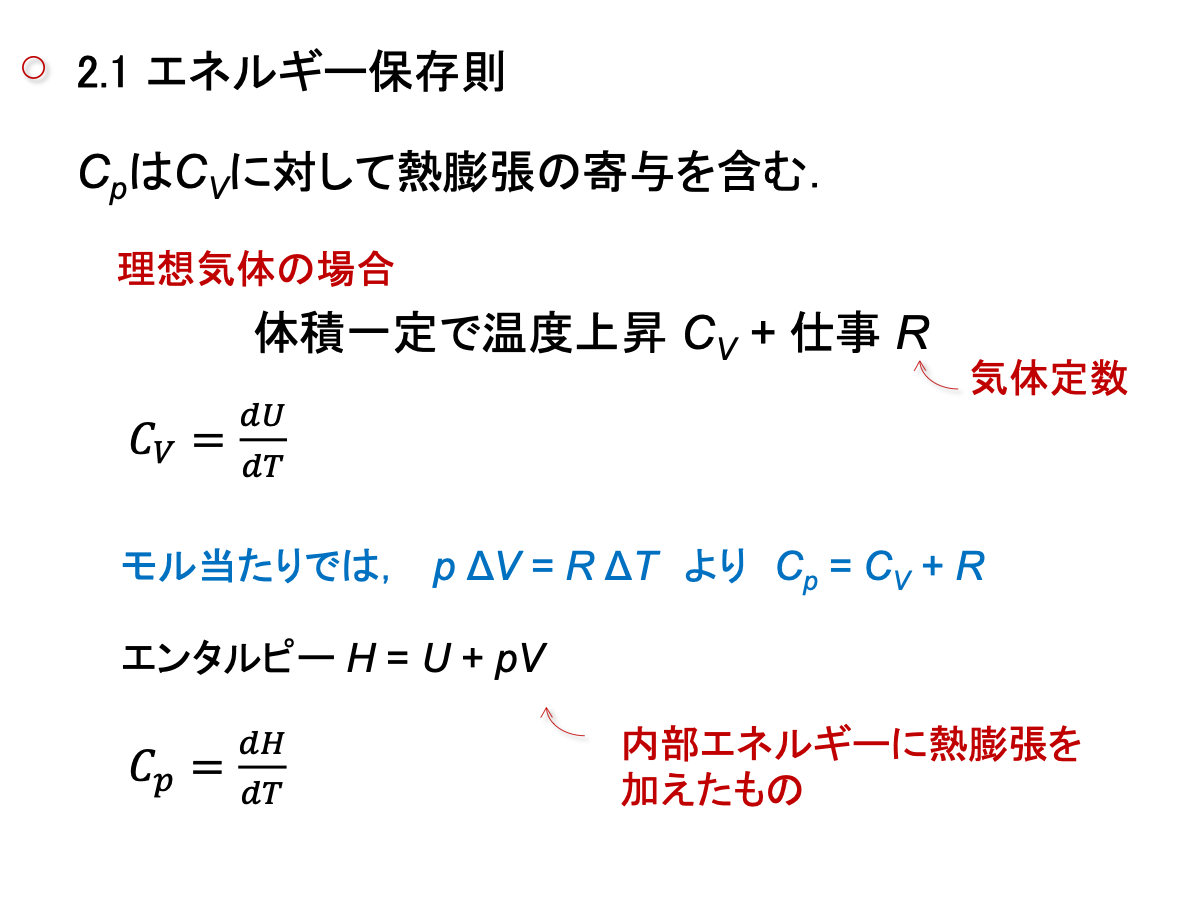 2.1 エネルギー保存則
CpはCVに対して熱膨張の寄与を含む.
理想気体の場合
体積一定で温度上昇 CV + 仕事 R
気体定数
C_V = dU/dT
モル当たりでは, p ΔV = R ΔT より Cp = CV + R
エンタルピー H = U + pV
C_p = dH/dT
内部エネルギーに熱膨張を
加えたもの